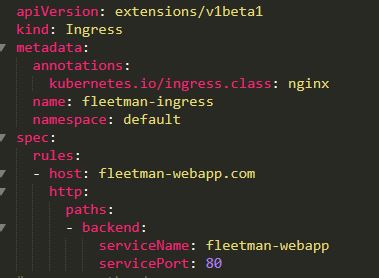 apiVersion: extensions/v1beta1
kind: Ingress
metadata:
  annotations:
    kubernetes.io/ingress.class: nginx
  name: fleetman-ingress
  namespace: default
spec:
  rules:
  - host: fleetman-webapp.com
    http:
      paths:
      - backend:
          serviceName: fleetman-webapp
          servicePort: 80